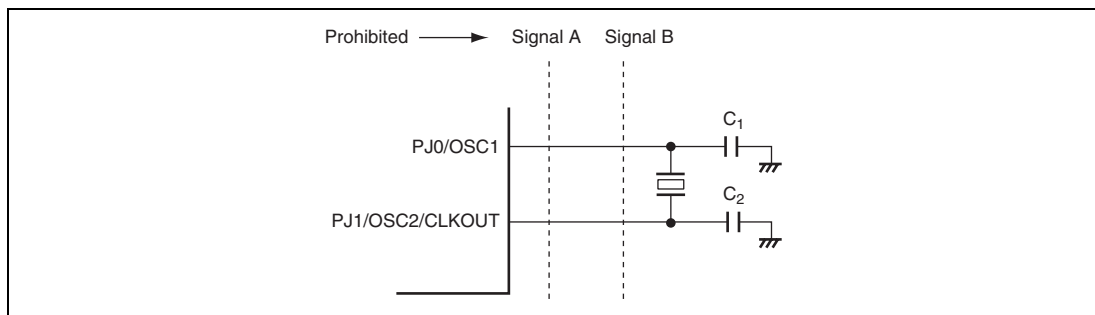 Prohibited Signal A Signal B
C1
PJ0/OSC1
C2
PJ1/OSC2/CLKOUT